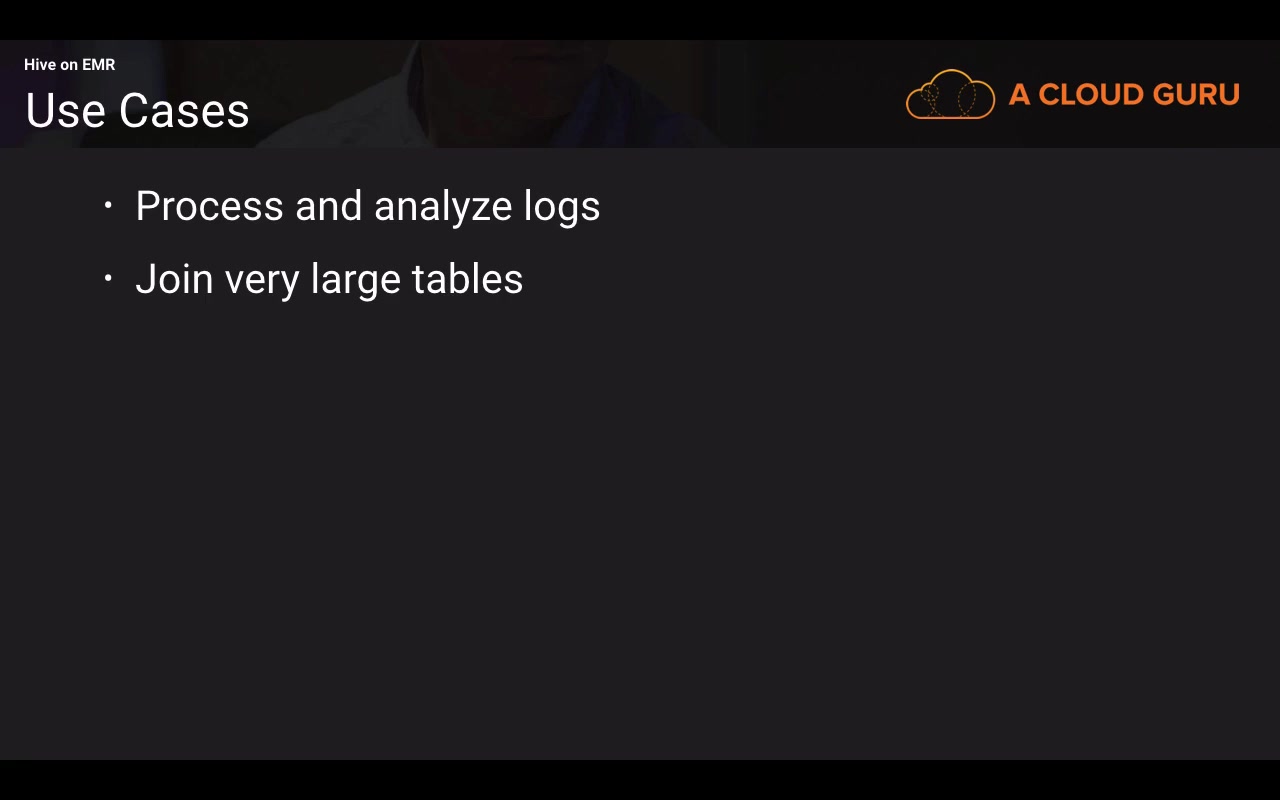 Hive on EMR
Use Cases
A CLOUD GURU
• Process and analyze logs
• Join very large tables